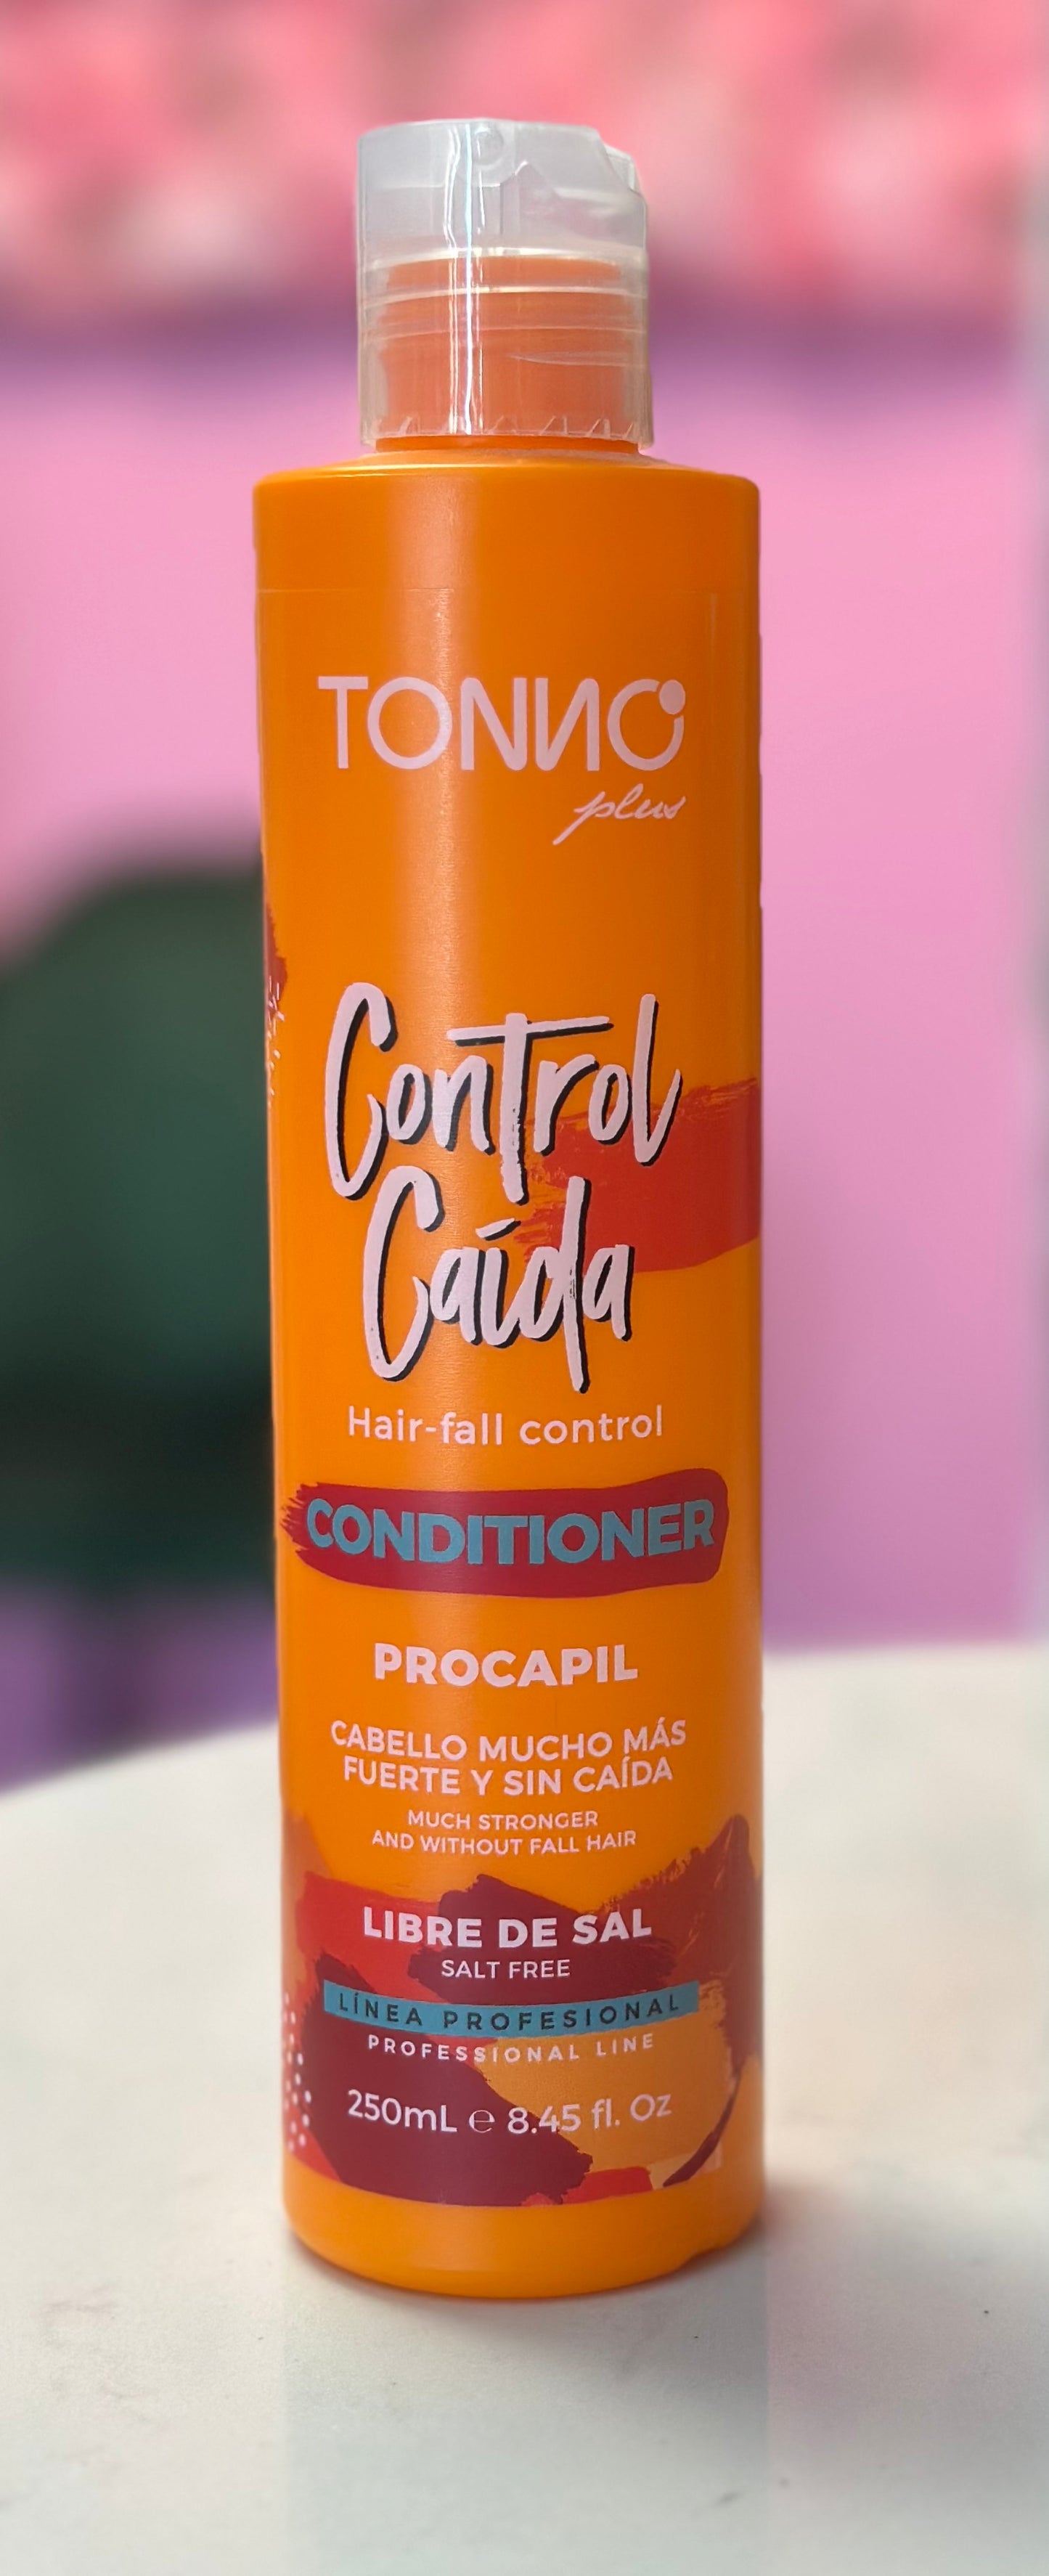 TONNO
plus
Control
Caída
Hair-fall control
CONDITIONER
PROCAPIL
CABELLO MUCHO MÁS
FUERTE Y SIN CAÍDA
MUCH STRONGER
AND WITHOUT FALL HAIR
LIBRE DE SAL
SALT FREE
LÍNEA PROFESIONAL
PROFESSIONAL LINE
250mL ℮ 8.45 fl. Oz